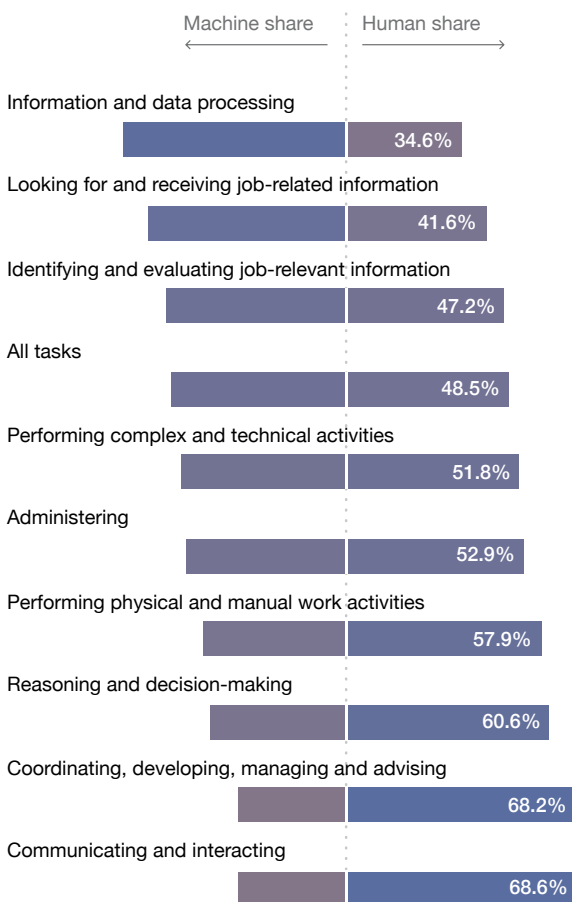 Machine share Human share
Information and data processing
34.6%
Looking for and receiving job-related information
41.6%
Identifying and evaluating job-relevant information
47.2%
All tasks
48.5%
Performing complex and technical activities
51.8%
Administering
52.9%
Performing physical and manual work activities
57.9%
Reasoning and decision-making
60.6%
Coordinating, developing, managing and advising
68.2%
Communicating and interacting
68.6%